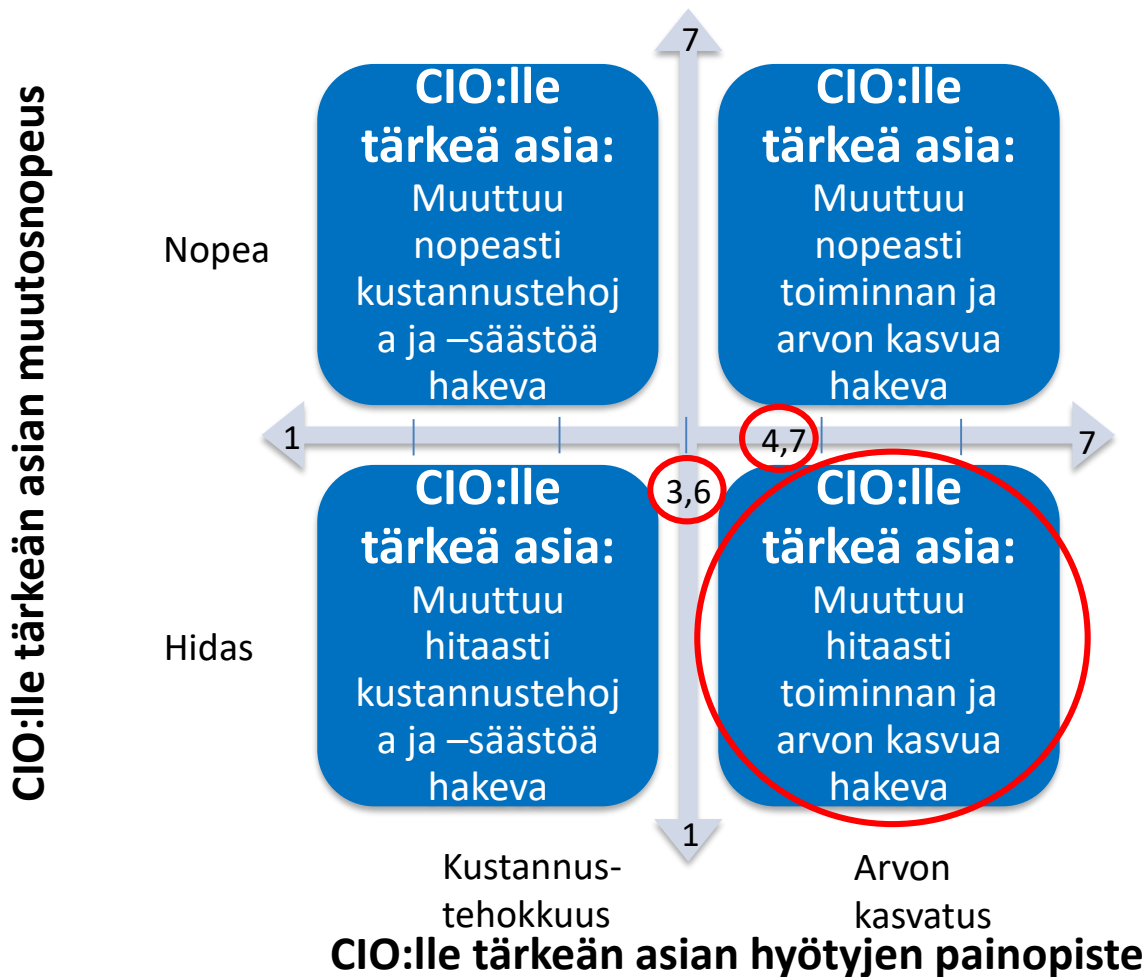 CIO:lle tärkeän asian muutosnopeus
7
CIO:lle
tärkeä asia:
Muuttuu
nopeasti
kustannustehoj
a ja –säästöä
hakeva
CIO:lle
tärkeä asia:
Muuttuu
nopeasti
toiminnan ja
arvon kasvua
hakeva
Nopea
1
4,7
7
3,6
CIO:lle
tärkeä asia:
Muuttuu
hitaasti
kustannustehoj
a ja –säästöä
hakeva
CIO:lle
tärkeä asia:
Muuttuu
hitaasti
toiminnan ja
arvon kasvua
hakeva
Hidas
1
Kustannus-
tehokkuus
Arvon
kasvatus
CIO:lle tärkeän asian hyötyjen painopiste